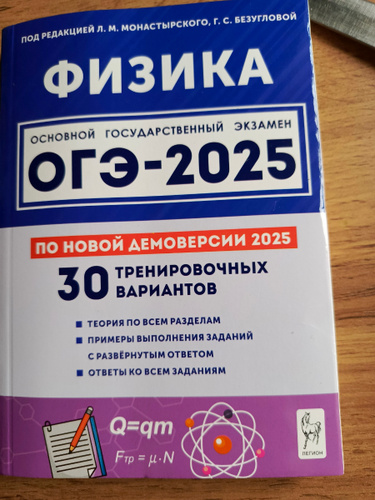 ПОД РЕДАКЦИЕЙ Л. М. МОНАСТЫРСКОГО, Г. С. БЕЗУГЛОВОЙ
ФИЗИКА
ОСНОВНОЙ ГОСУДАРСТВЕННЫЙ ЭКЗАМЕН
ОГЭ-2025
ПО НОВОЙ ДЕМОВЕРСИИ 2025
30 ТРЕНИРОВОЧНЫХ
ВАРИАНТОВ
ТЕОРИЯ ПО ВСЕМ РАЗДЕЛАМ
ПРИМЕРЫ ВЫПОЛНЕНИЯ ЗАДАНИЙ
С РАЗВЁРНУТЫМ ОТВЕТОМ
ОТВЕТЫ КО ВСЕМ ЗАДАНИЯМ
Q=qm
Fтр = μ·N
ЛЕГИОН